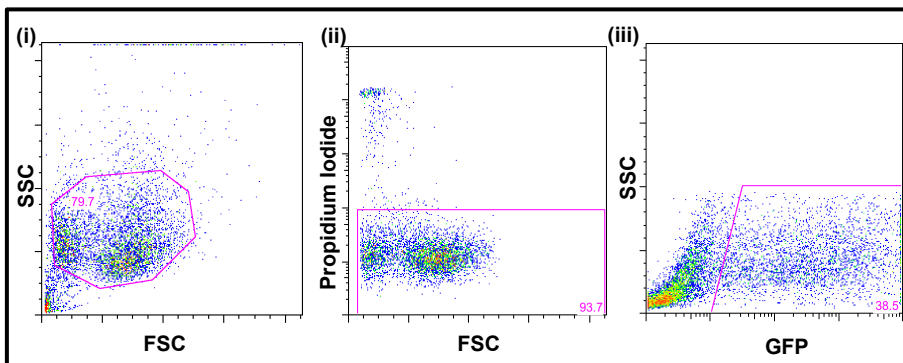 (i)
SSC
79.7
FSC
(ii)
Propidium Iodide
93.7
FSC
(iii)
SSC
38.5
GFP